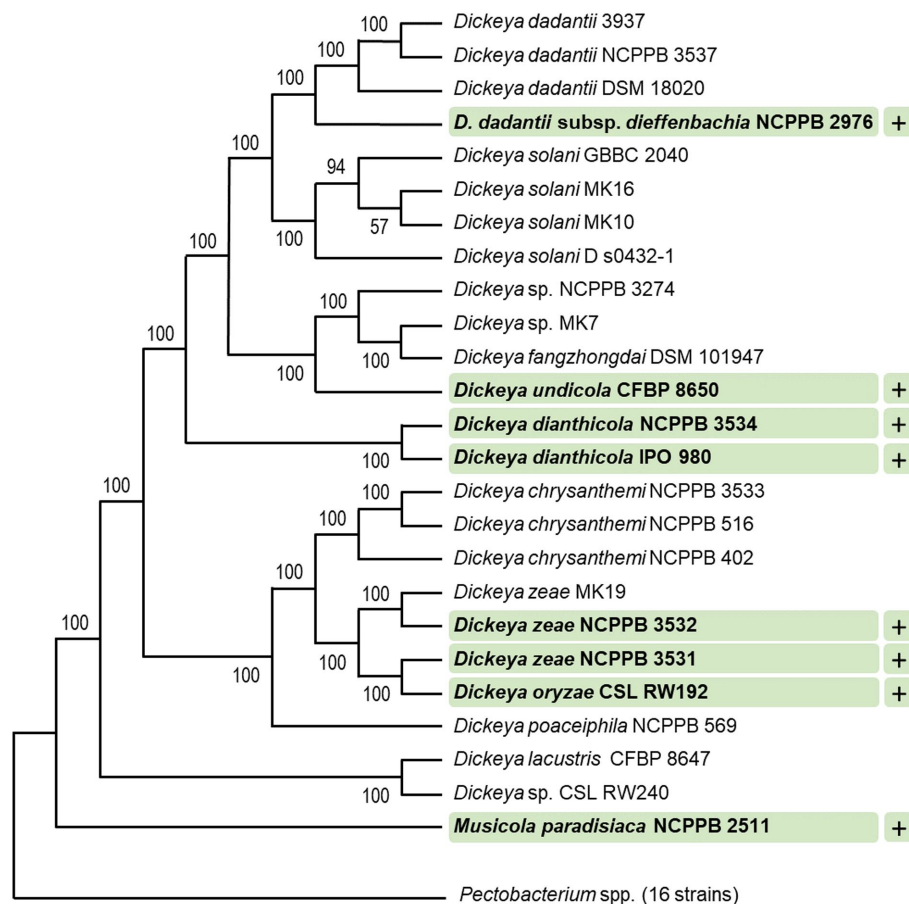 100
Dickeya dadantii 3937
100
Dickeya dadantii NCPPB 3537
100
Dickeya dadantii DSM 18020
100
D. dadantii subsp. dieffenbachia NCPPB 2976 +
100
Dickeya solani GBBC 2040
94
Dickeya solani MK16
57
Dickeya solani MK10
100
Dickeya solani D s0432-1
100
Dickeya sp. NCPPB 3274
100
Dickeya sp. MK7
100
Dickeya fangzhongdai DSM 101947
100
100
Dickeya undicola CFBP 8650 +
Dickeya dianthicola NCPPB 3534 +
100
Dickeya dianthicola IPO 980 +
100
100
Dickeya chrysanthemi NCPPB 3533
100
Dickeya chrysanthemi NCPPB 516
Dickeya chrysanthemi NCPPB 402
100
100
Dickeya zeae MK19
Dickeya zeae NCPPB 3532 +
100
100
Dickeya zeae NCPPB 3531 +
100
100
Dickeya oryzae CSL RW192 +
Dickeya poaceiphila NCPPB 569
Dickeya lacustris CFBP 8647
100
Dickeya sp. CSL RW240
Musicola paradisiaca NCPPB 2511 +
Pectobacterium spp. (16 strains)